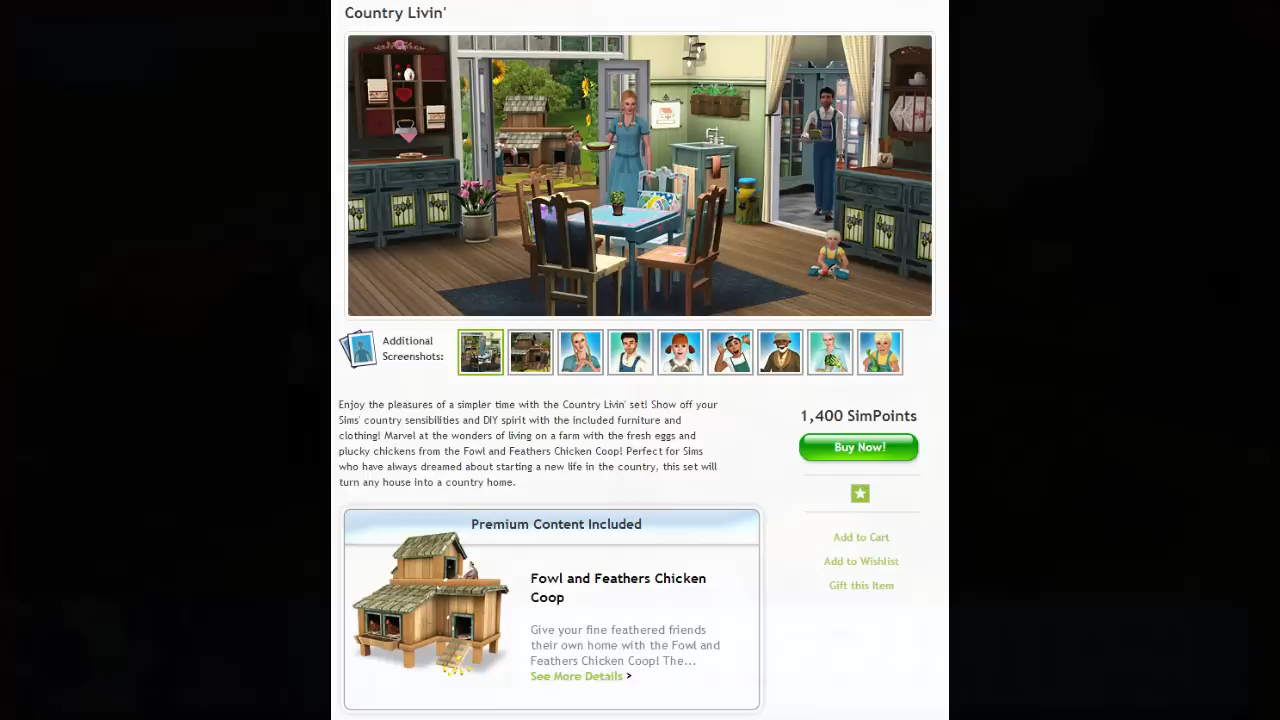 Country Livin'
Additional
Screenshots:
Enjoy the pleasures of a simpler time with the Country Livin' set! Show off your
Sims' country sensibilities and DIY spirit with the included furniture and
clothing! Marvel at the wonders of living on a farm with the fresh eggs and
plucky chickens from the Fowl and Feathers Chicken Coop! Perfect for Sims
who have always dreamed about starting a new life in the country, this set will
turn any house into a country home.
1,400 SimPoints
Buy Now!
Add to Cart
Add to Wishlist
Gift this Item
Premium Content Included
Fowl and Feathers Chicken
Coop
Give your fine feathered friends
their own home with the Fowl and
Feathers Chicken Coop! The...
See More Details >